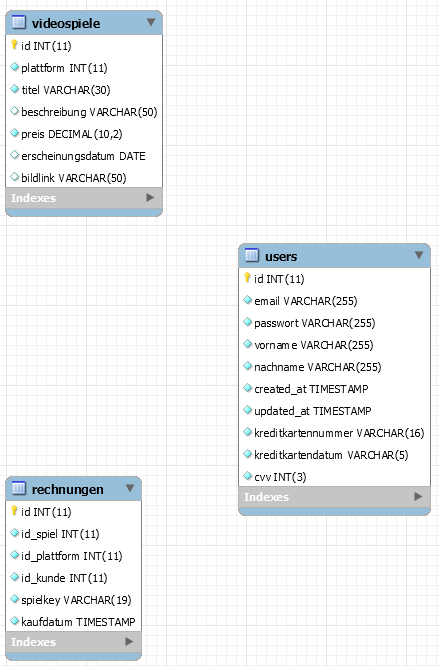 videospiele
id INT(11)
plattform INT(11)
titel VARCHAR(30)
beschreibung VARCHAR(50)
preis DECIMAL(10,2)
erscheinungsdatum DATE
bildlink VARCHAR(50)
Indexes
users
id INT(11)
email VARCHAR(255)
passwort VARCHAR(255)
vorname VARCHAR(255)
nachname VARCHAR(255)
created_at TIMESTAMP
updated_at TIMESTAMP
kreditkartennummer VARCHAR(16)
kreditkartendatum VARCHAR(5)
cvv INT(3)
Indexes
rechnungen
id INT(11)
id_spiel INT(11)
id_plattform INT(11)
id_kunde INT(11)
spielkey VARCHAR(19)
kaufdatum TIMESTAMP
Indexes